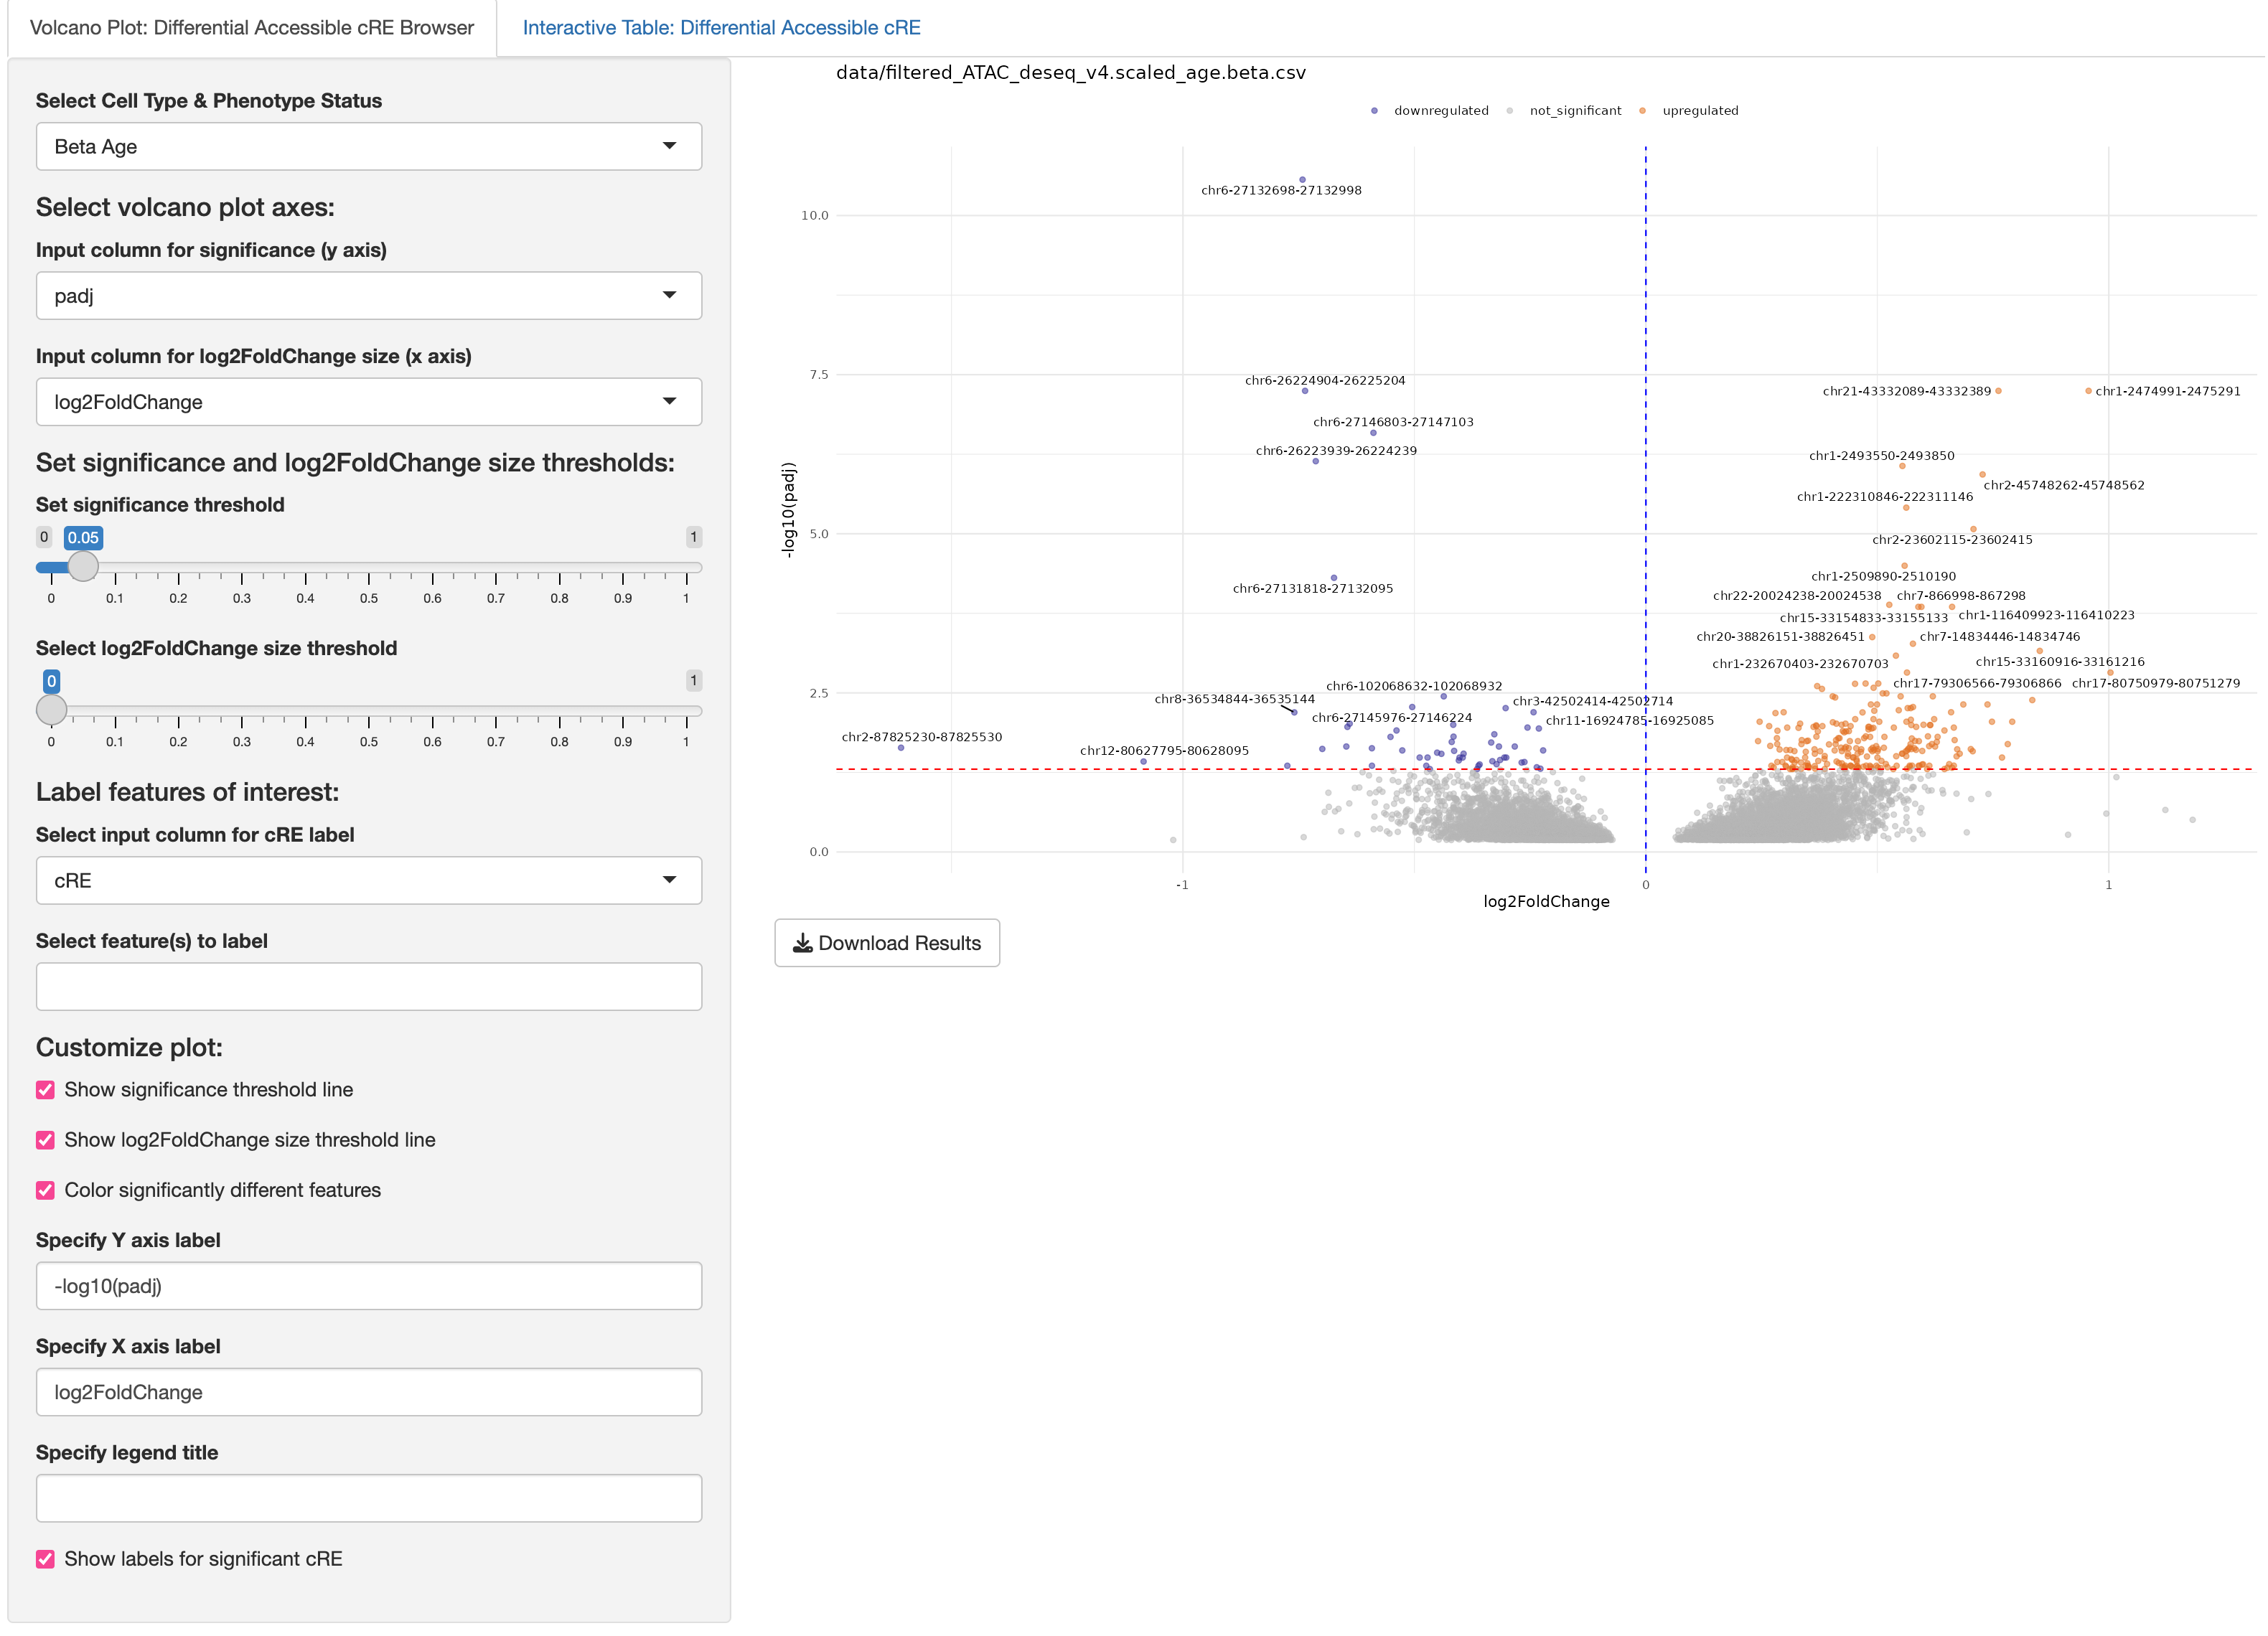 Volcano Plot: Differential Accessible cRE Browser
Interactive Table: Differential Accessible cRE
Select Cell Type & Phenotype Status
Beta Age
Select volcano plot axes:
Input column for significance (y axis)
padj
Input column for log2FoldChange size (x axis)
log2FoldChange
Set significance and log2FoldChange size thresholds:
Set significance threshold
0 0.05 1
0 0.1 0.2 0.3 0.4 0.5 0.6 0.7 0.8 0.9 1
Select log2FoldChange size threshold
0 1
0 0.1 0.2 0.3 0.4 0.5 0.6 0.7 0.8 0.9 1
Label features of interest:
Select input column for cRE label
cRE
Select feature(s) to label
Customize plot:
Show significance threshold line
Show log2FoldChange size threshold line
Color significantly different features
Specify Y axis label
-log10(padj)
Specify X axis label
log2FoldChange
Specify legend title
Show labels for significant cRE
data/filtered_ATAC_deseq_v4.scaled_age.beta.csv
downregulated not_significant upregulated
chr6-27132698-27132998
10.0
7.5
chr6-26224904-26225204
chr21-43332089-43332389
chr1-2474991-2475291
chr6-27146803-27147103
chr6-26223939-26224239
chr1-2493550-2493850
chr2-45748262-45748562
chr1-222310846-222311146
-log10(padj)
5.0
chr2-23602115-23602415
chr1-2509890-2510190
chr6-27131818-27132095
chr22-20024238-20024538
chr7-866998-867298
chr15-33154833-33155133
chr1-116409923-116410223
chr20-38826151-38826451
chr7-14834446-14834746
chr1-232670403-232670703
chr15-33160916-33161216
chr6-102068632-102068932
chr17-79306566-79306866
chr17-80750979-80751279
2.5
chr8-36534844-36535144
chr3-42502414-42502714
chr6-27145976-27146224
chr11-16924785-16925085
chr2-87825230-87825530
chr12-80627795-80628095
0.0
-1 0 1
log2FoldChange
Download Results